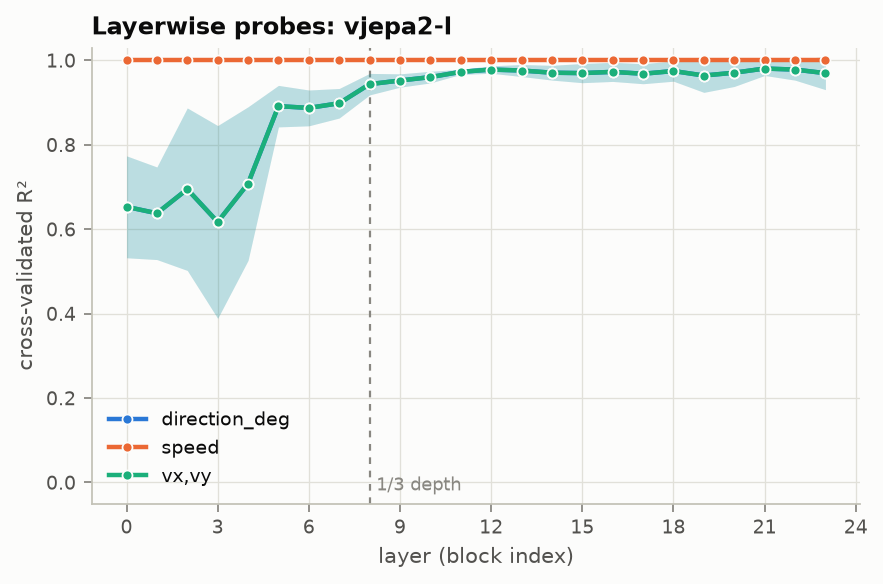 Layerwise probes: vjepa2-l
cross-validated R²
1.0
0.8
0.6
0.4
0.2
0.0
direction_deg
speed
vx,vy
1/3 depth
0 3 6 9 12 15 18 21 24
layer (block index)